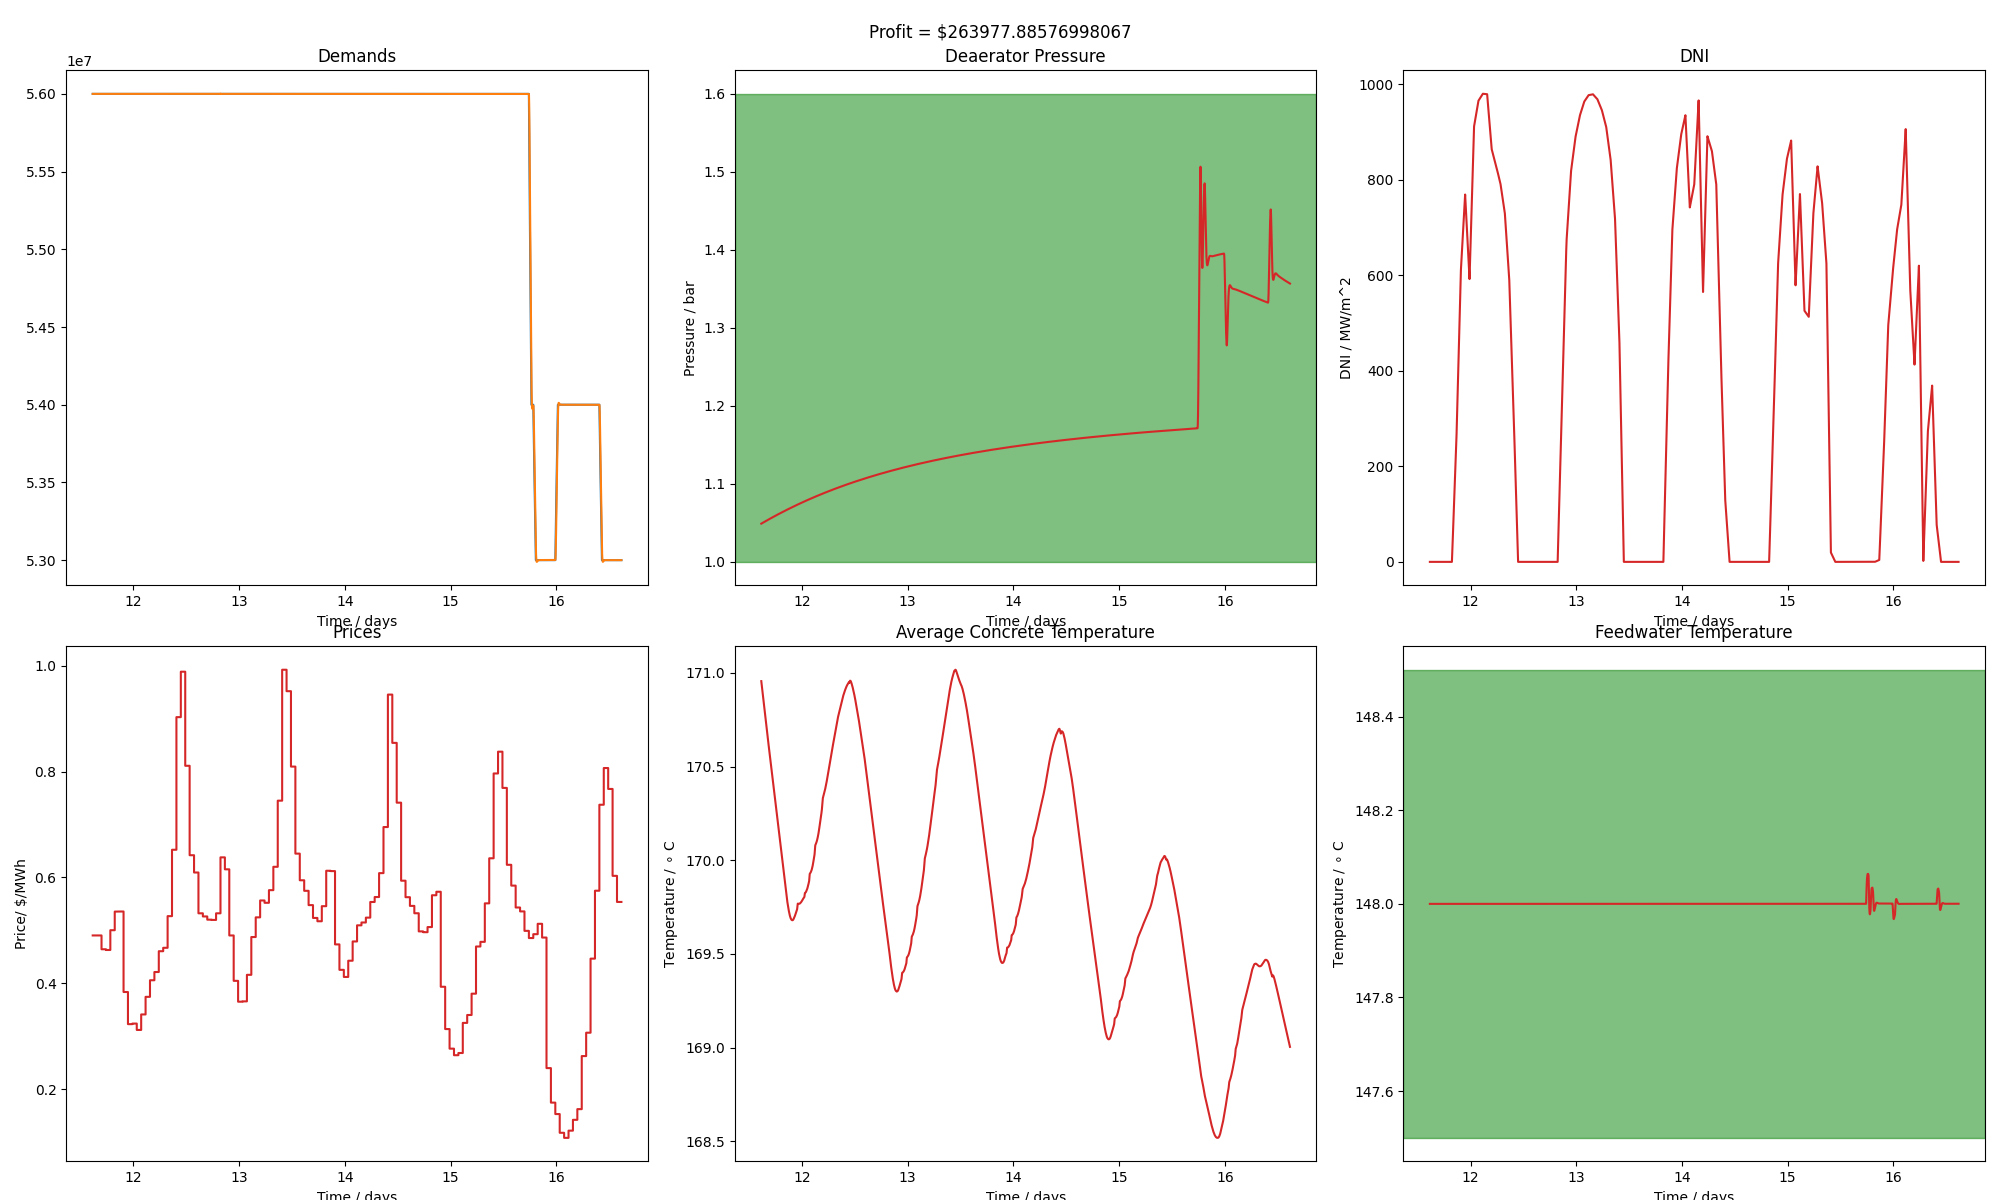 Profit = $263977.88576998067
Demands
1e7
5.60
5.55
5.50
5.45
5.40
5.35
5.30
12 13 14 15 16
Time / days
Deaerator Pressure
Pressure / bar
1.6
1.5
1.4
1.3
1.2
1.1
1.0
12 13 14 15 16
Time / days
DNI
DNI / MW/m^2
1000
800
600
400
200
0
12 13 14 15 16
Time / days
Prices
Price/ $/MWh
1.0
0.8
0.6
0.4
0.2
12 13 14 15 16
Time / days
Average Concrete Temperature
Temperature / ∘ C
171.0
170.5
170.0
169.5
169.0
168.5
12 13 14 15 16
Time / days
Feedwater Temperature
Temperature / ∘ C
148.4
148.2
148.0
147.8
147.6
12 13 14 15 16
Time / days